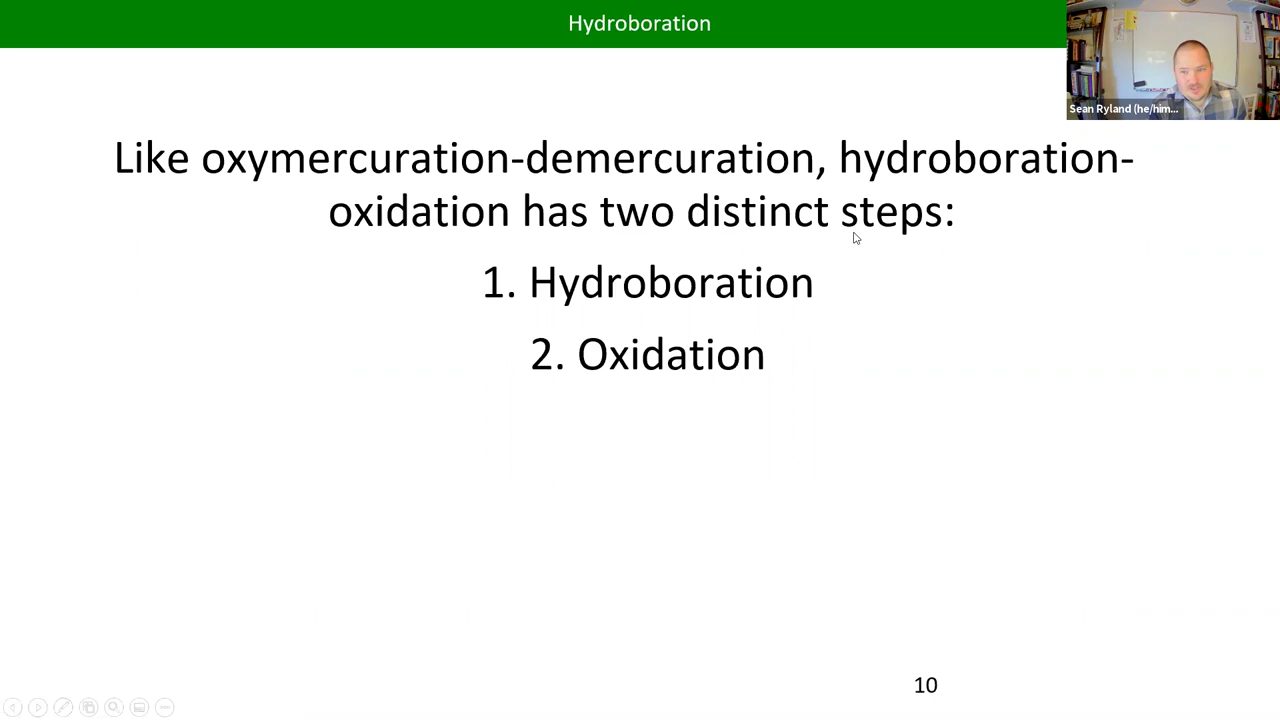 Hydroboration
Sean Ryland (he/him...
Like oxymercuration-demercuration, hydroboration-
oxidation has two distinct steps:
1. Hydroboration
2. Oxidation
10